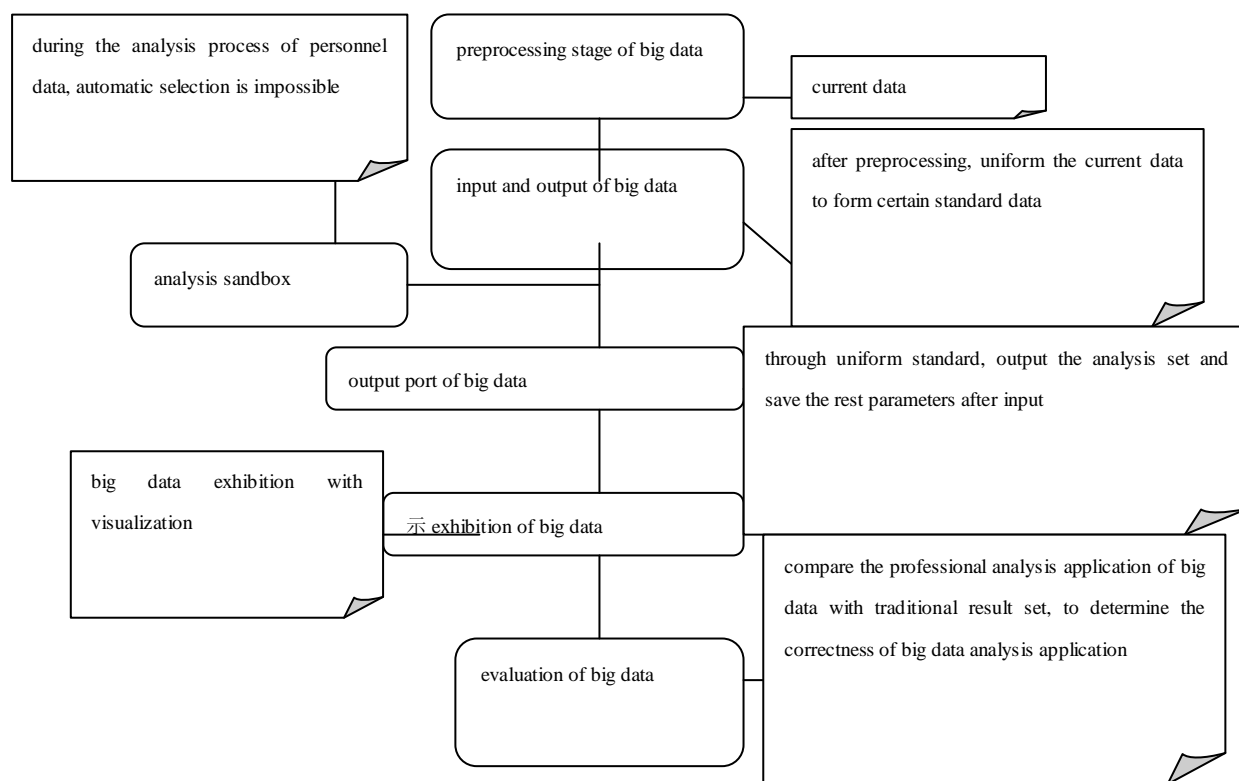 during the analysis process of personnel
data, automatic selection is impossible
preprocessing stage of big data
current data
after preprocessing, uniform the current data
to form certain standard data
input and output of big data
analysis sandbox
output port of big data
through uniform standard, output the analysis set and
save the rest parameters after input
big data exhibition with
visualization
示 exhibition of big data
compare the professional analysis application of big
data with traditional result set, to determine the
correctness of big data analysis application
evaluation of big data